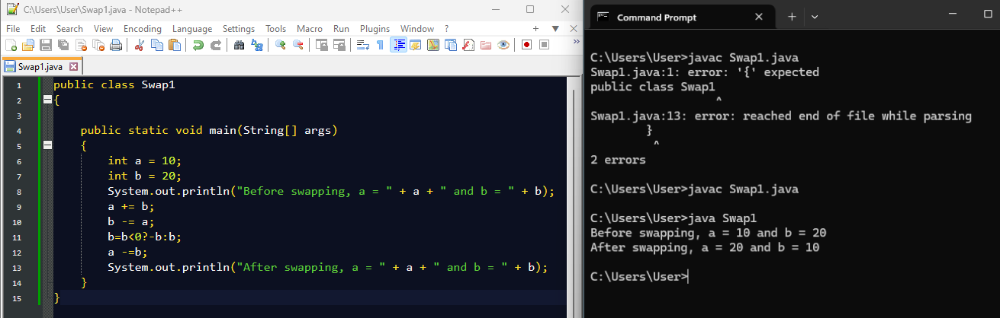 C:\Users\User\Swap1.java - Notepad++
File Edit Search View Encoding Language Settings Tools Macro Run Plugins Window ? + ▼ ✕
Swap1.java
1 public class Swap1
2 {
3
4 public static void main(String[] args)
5 {
6 int a = 10;
7 int b = 20;
8 System.out.println("Before swapping, a = " + a + " and b = " + b);
9 a += b;
10 b -= a;
11 b=b<0?-b:b;
12 a -=b;
13 System.out.println("After swapping, a = " + a + " and b = " + b);
14 }
15 }
Command Prompt
C:\Users\User>javac Swap1.java
Swap1.java:1: error: '{' expected
public class Swap1
^
Swap1.java:13: error: reached end of file while parsing
}
^
2 errors
C:\Users\User>javac Swap1.java
C:\Users\User>java Swap1
Before swapping, a = 10 and b = 20
After swapping, a = 20 and b = 10
C:\Users\User>